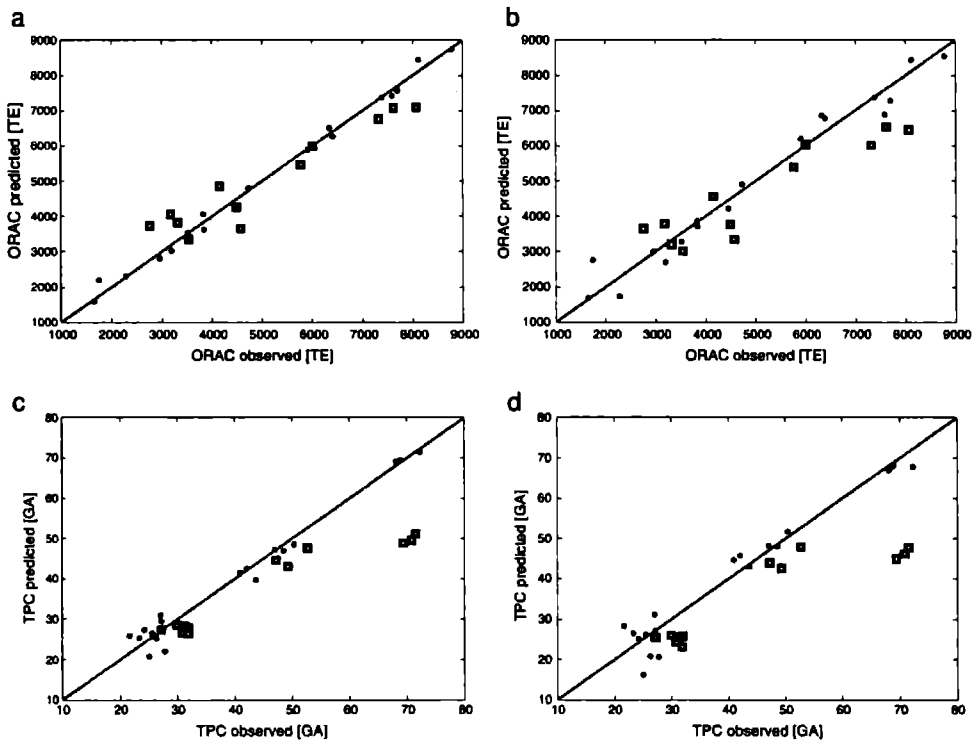 a
9000
8000
7000
6000
5000
4000
3000
2000
1000
ORAC predicted [TE]
1000 2000 3000 4000 5000 6000 7000 8000 9000
ORAC observed [TE]
b
9000
8000
7000
6000
5000
4000
3000
2000
1000
ORAC predicted [TE]
1000 2000 3000 4000 5000 6000 7000 8000 9000
ORAC observed [TE]
c
80
70
60
50
40
30
20
10
TPC predicted [GA]
10 20 30 40 50 60 70 80
TPC observed [GA]
d
80
70
60
50
40
30
20
10
TPC predicted [GA]
10 20 30 40 50 60 70 80
TPC observed [GA]